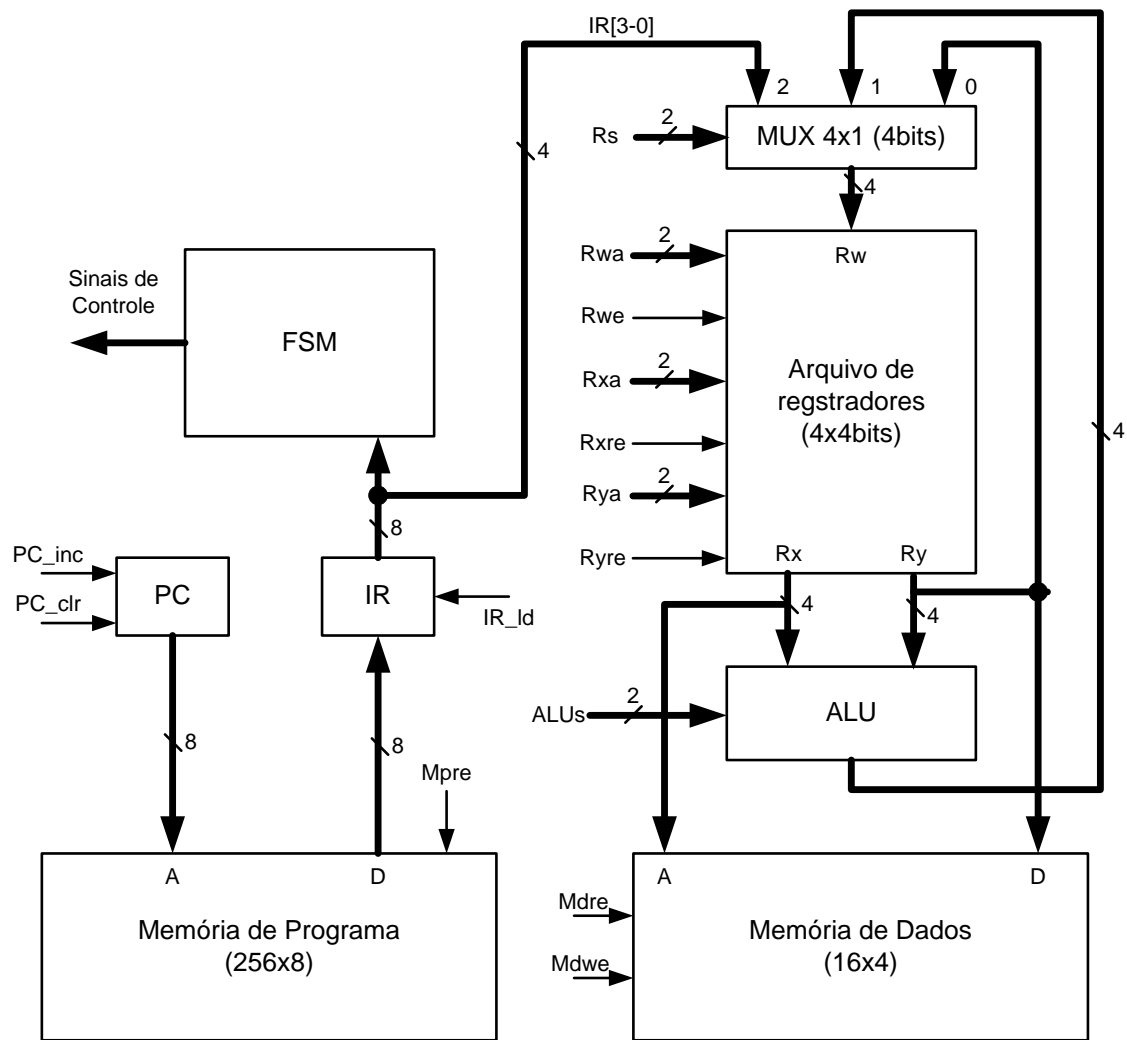 IR[3-0]
2
1
0
Rs
2
MUX 4x1 (4bits)
4
4
Rwa
2
Rw
Sinais de
Controle
FSM
Rwe
Rxa
2
Arquivo de
regstradores
(4x4bits)
4
Rxre
Rya
2
8
Ryre
Rx
Ry
PC_inc
PC_clr
PC
IR
IR_ld
4
4
ALUs
2
ALU
8
8
Mpre
A
D
Memória de Programa
(256x8)
A
D
Mdre
Mdwe
Memória de Dados
(16x4)